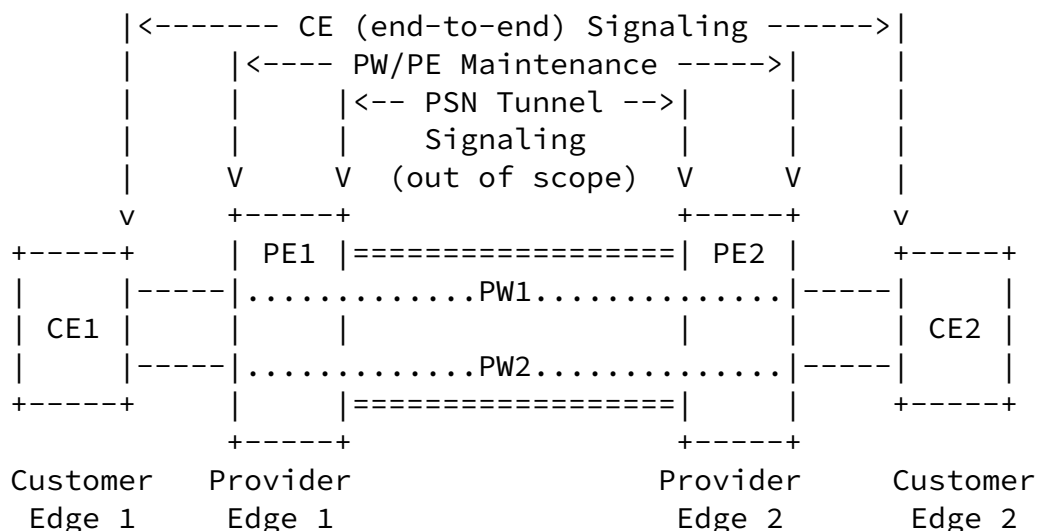 CE (end-to-end) Signaling
PW/PE Maintenance
PSN Tunnel
Signaling
(out of scope)
V V V V
v v
PE1 PE2
PW1
CE1 CE2
PW2
Customer Provider Provider Customer
Edge 1 Edge 1 Edge 2 Edge 2